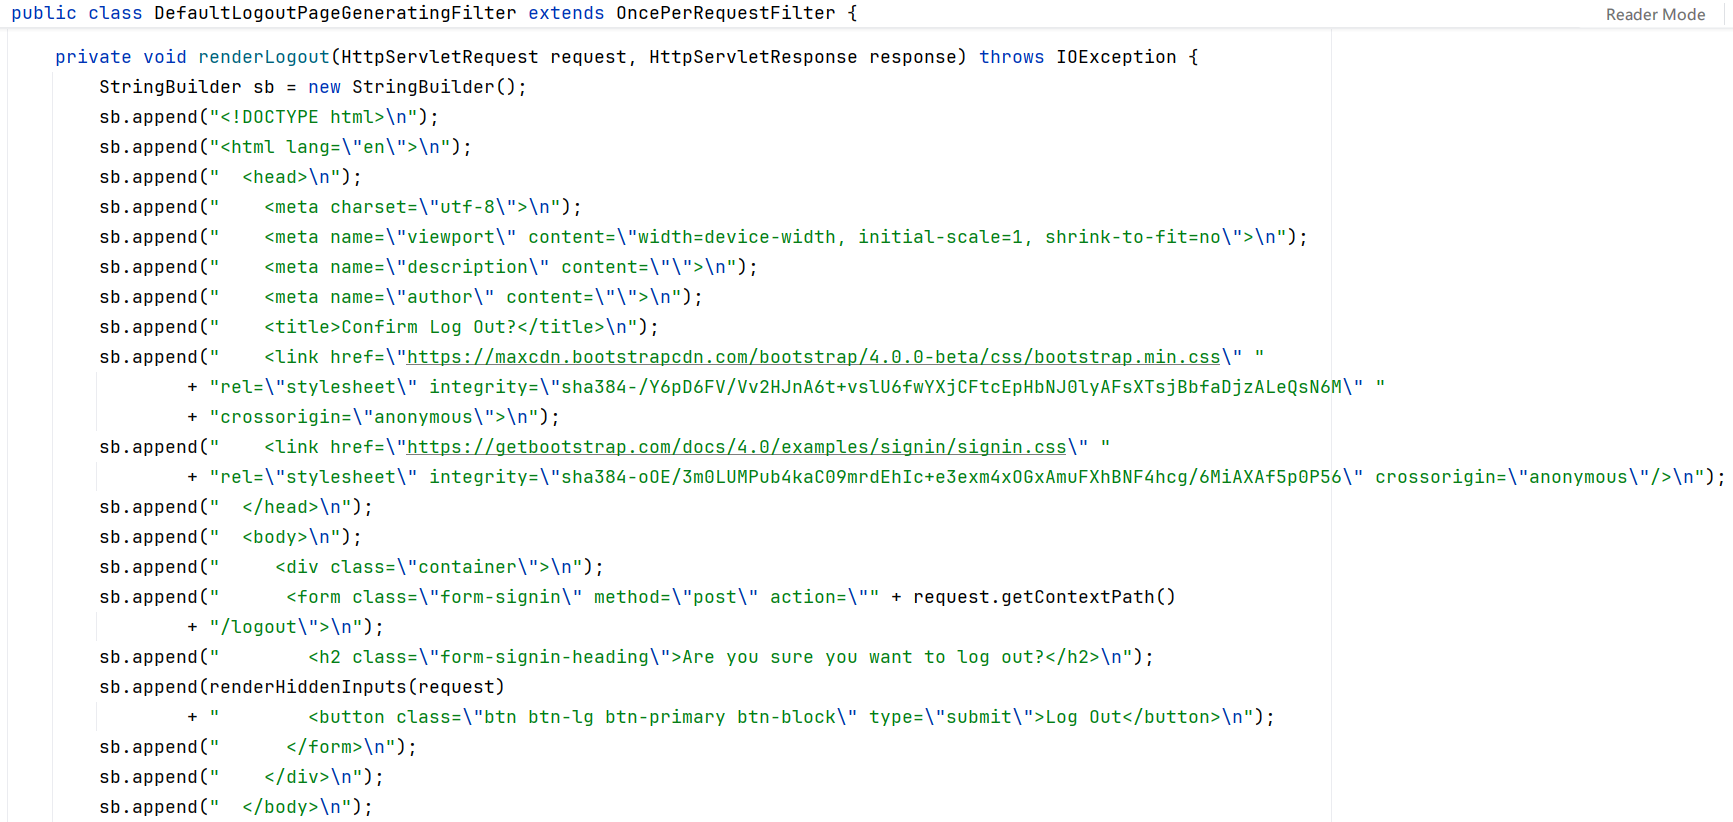 public class DefaultLogoutPageGeneratingFilter extends OncePerRequestFilter {
Reader Mode
private void renderLogout(HttpServletRequest request, HttpServletResponse response) throws IOException {
StringBuilder sb = new StringBuilder();
sb.append("<!DOCTYPE html>\n");
sb.append("<html lang=\"en\">\n");
sb.append("  <head>\n");
sb.append("    <meta charset=\"utf-8\">\n");
sb.append("    <meta name=\"viewport\" content=\"width=device-width, initial-scale=1, shrink-to-fit=no\">\n");
sb.append("    <meta name=\"description\" content=\"\">\n");
sb.append("    <meta name=\"author\" content=\"\">\n");
sb.append("    <title>Confirm Log Out?</title>\n");
sb.append("    <link href=\"https://maxcdn.bootstrapcdn.com/bootstrap/4.0.0-beta/css/bootstrap.min.css\" "
+ "rel=\"stylesheet\" integrity=\"sha384-/Y6pD6FV/Vv2HJnA6t+vslU6fwYXjCFtcEpHbNJ0lyAFsXTsjBbfaDjzALeQsN6M\" "
+ "crossorigin=\"anonymous\">\n");
sb.append("    <link href=\"https://getbootstrap.com/docs/4.0/examples/signin/signin.css\" "
+ "rel=\"stylesheet\" integrity=\"sha384-oOE/3m0LUMPub4kaC09mrdEhIc+e3exm4xOGxAmuFXhBNF4hcg/6MiAXAf5p0P56\" crossorigin=\"anonymous\"/>\n");
sb.append("  </head>\n");
sb.append("  <body>\n");
sb.append("     <div class=\"container\">\n");
sb.append("      <form class=\"form-signin\" method=\"post\" action=\"" + request.getContextPath()
+ "/logout\">\n");
sb.append("        <h2 class=\"form-signin-heading\">Are you sure you want to log out?</h2>\n");
sb.append(renderHiddenInputs(request)
+ "        <button class=\"btn btn-lg btn-primary btn-block\" type=\"submit\">Log Out</button>\n");
sb.append("      </form>\n");
sb.append("    </div>\n");
sb.append("  </body>\n");